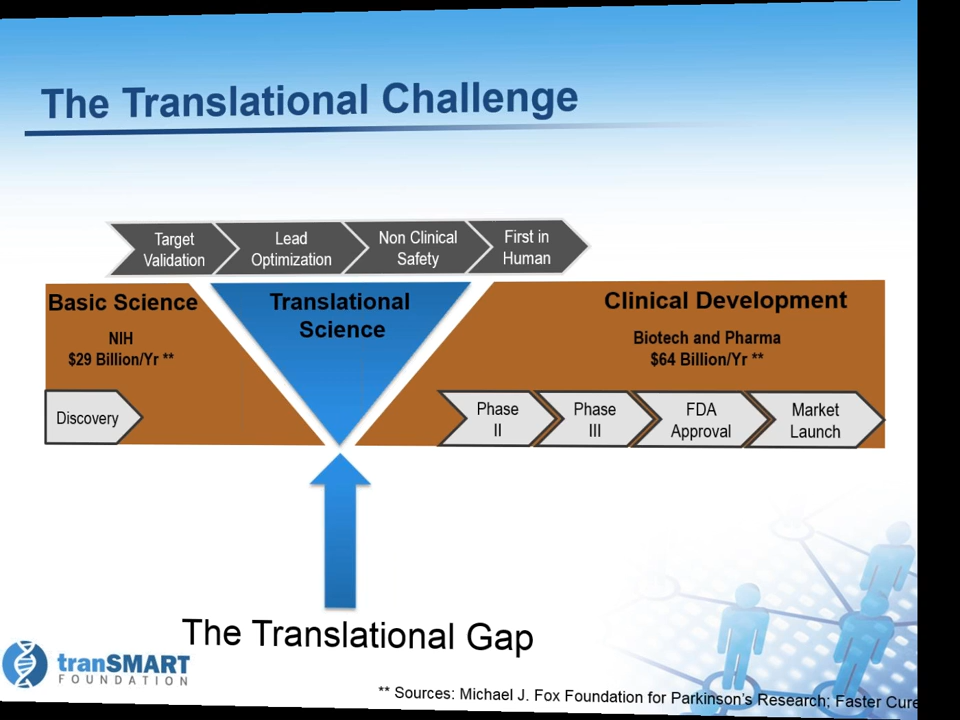 The Translational Challenge
Target
Validation
Lead
Optimization
Non Clinical
Safety
First in
Human
Basic Science
NIH
$29 Billion/Yr **
Translational
Science
Clinical Development
Biotech and Pharma
$64 Billion/Yr **
Discovery
Phase
II
Phase
III
FDA
Approval
Market
Launch
The Translational Gap
tranSMART
FOUNDATION
** Sources: Michael J. Fox Foundation for Parkinson's Research; Faster Cure